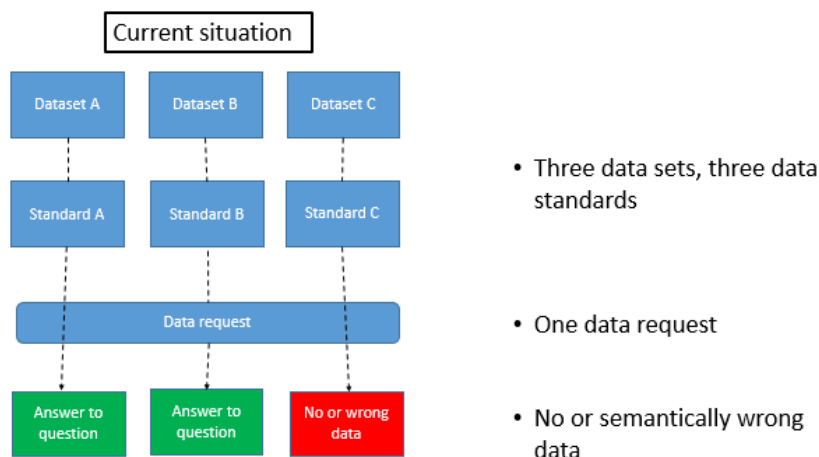 Current situation
Dataset A
Dataset B
Dataset C
Standard A
Standard B
Standard C
Data request
Answer to
question
Answer to
question
No or wrong
data
• Three data sets, three data
standards
• One data request
• No or semantically wrong
data